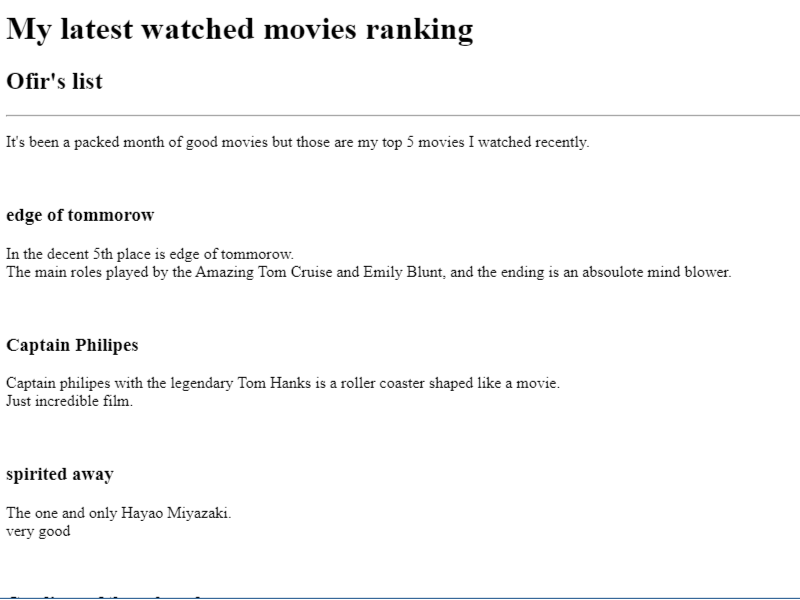 My latest watched movies ranking
Ofir's list
It's been a packed month of good movies but those are my top 5 movies I watched recently.
edge of tommorow
In the decent 5th place is edge of tommorow.
The main roles played by the Amazing Tom Cruise and Emily Blunt, and the ending is an absoulote mind blower.
Captain Philipes
Captain philipes with the legendary Tom Hanks is a roller coaster shaped like a movie.
Just incredible film.
spirited away
The one and only Hayao Miyazaki.
very good